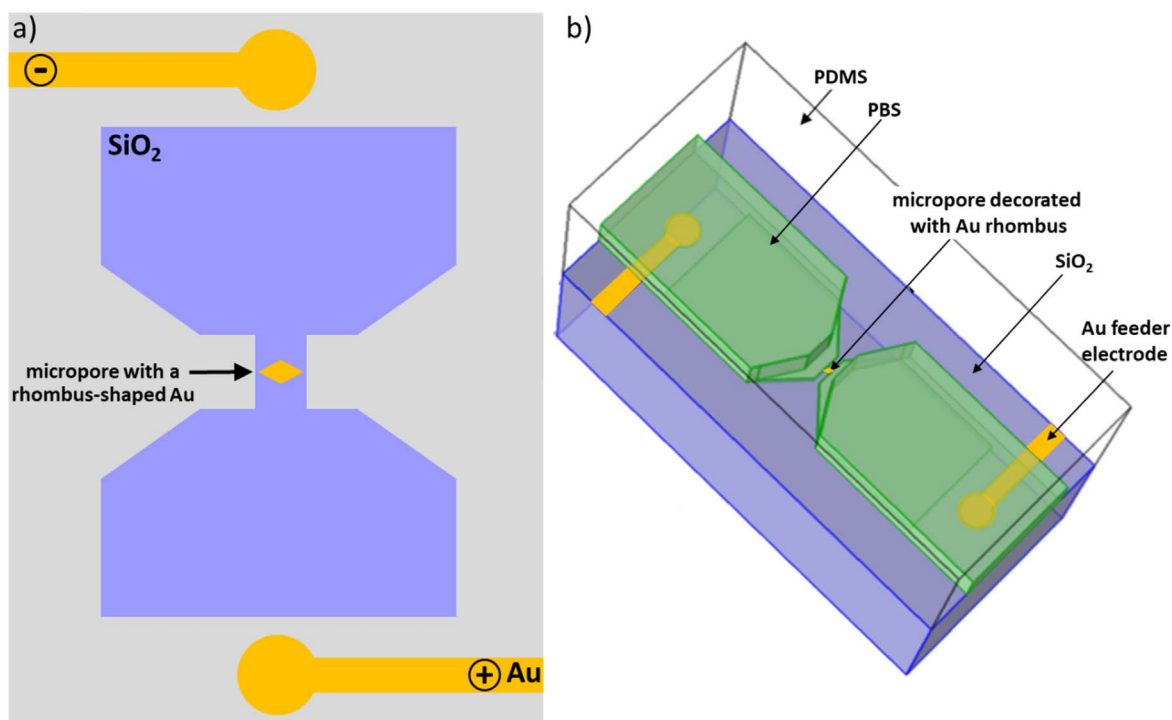 a)
-
SiO₂
micropore with a
rhombus-shaped Au
+ Au
b)
PDMS
PBS
micropore decorated
with Au rhombus
SiO₂
Au feeder
electrode